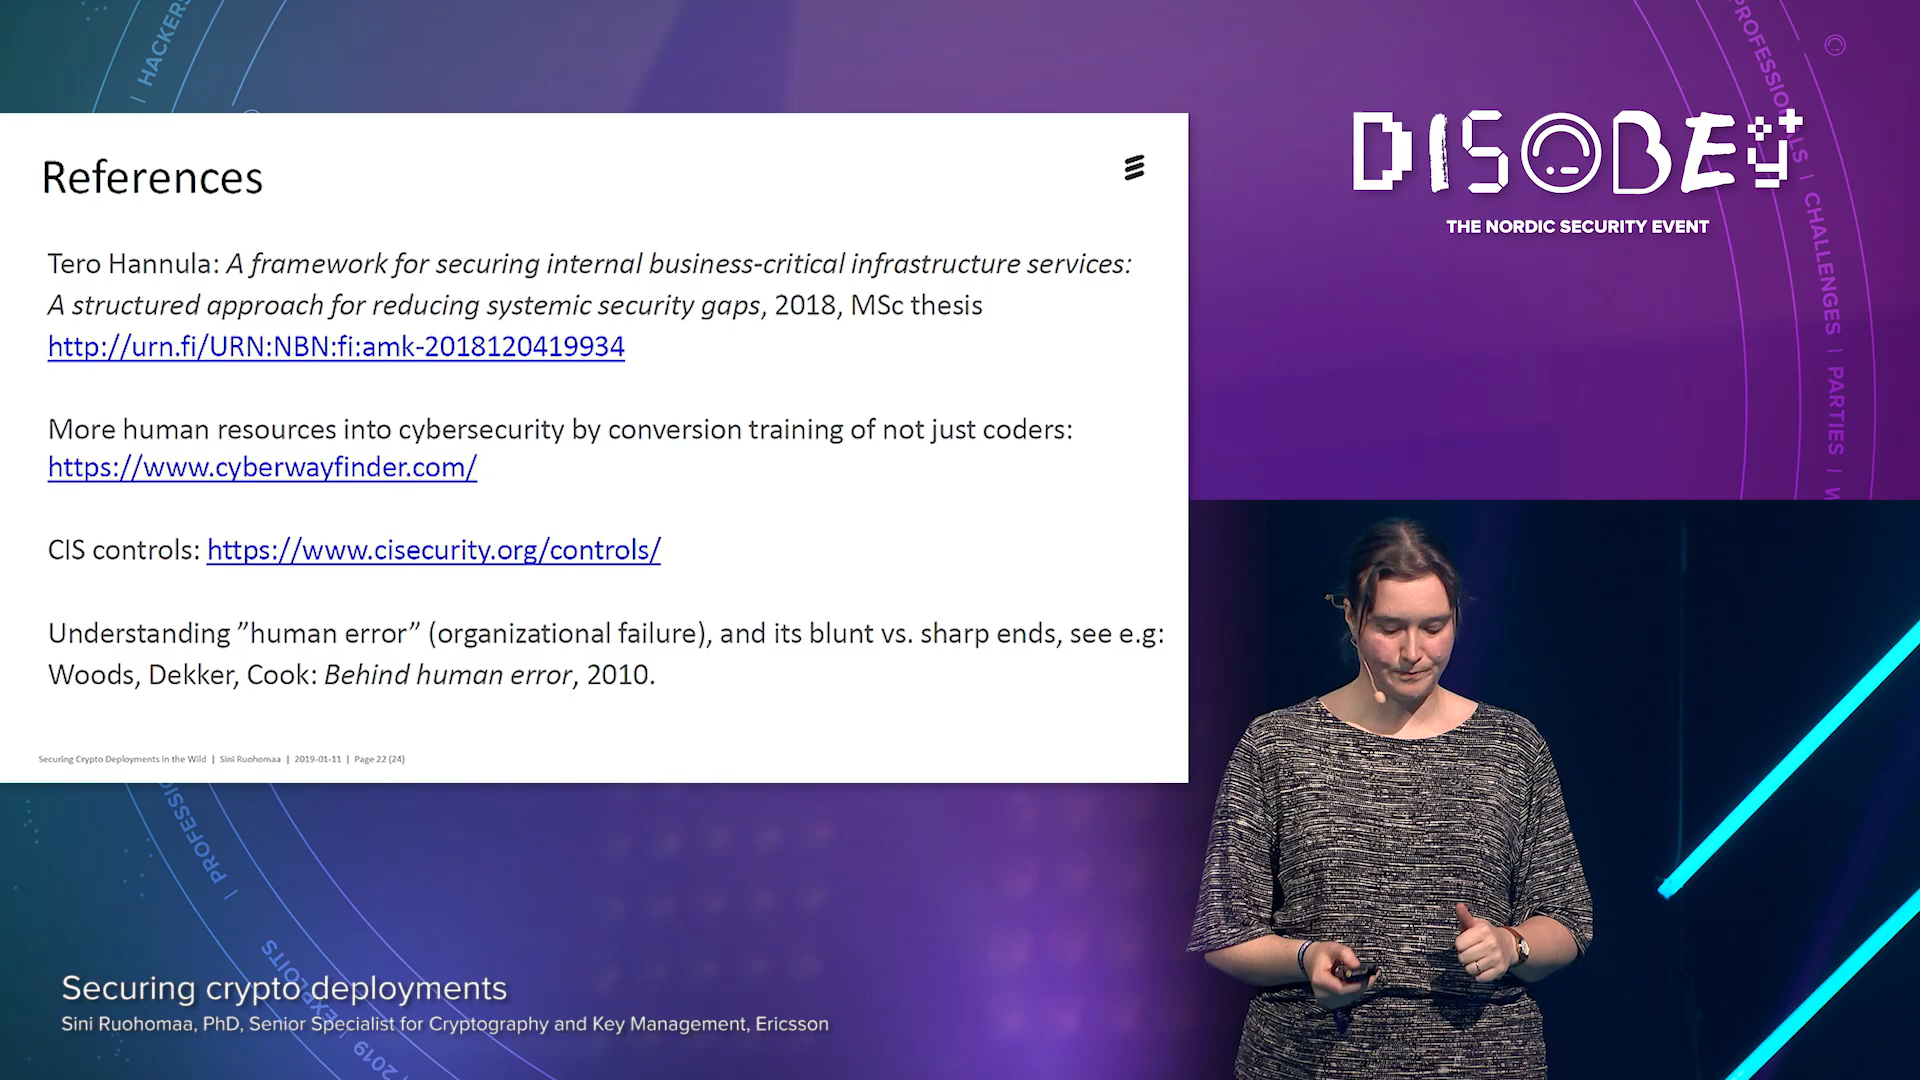 HACKERS
DISOBEY
THE NORDIC SECURITY EVENT
PROFESSIONALS | CHALLENGES | PARTIES /
References
Tero Hannula: A framework for securing internal business-critical infrastructure services:
A structured approach for reducing systemic security gaps, 2018, MSc thesis
http://urn.fi/URN:NBN:fi:amk-2018120419934
More human resources into cybersecurity by conversion training of not just coders:
https://www.cyberwayfinder.com/
CIS controls: https://www.cisecurity.org/controls/
Understanding ”human error” (organizational failure), and its blunt vs. sharp ends, see e.g:
Woods, Dekker, Cook: Behind human error, 2010.
Securing Crypto Deployments in the Wild | Sini Ruohomaa | 2019-01-11 | Page 22 (24)
PROFESSI
EXPLOITS
2019
Securing crypto deployments
Sini Ruohomaa, PhD, Senior Specialist for Cryptography and Key Management, Ericsson